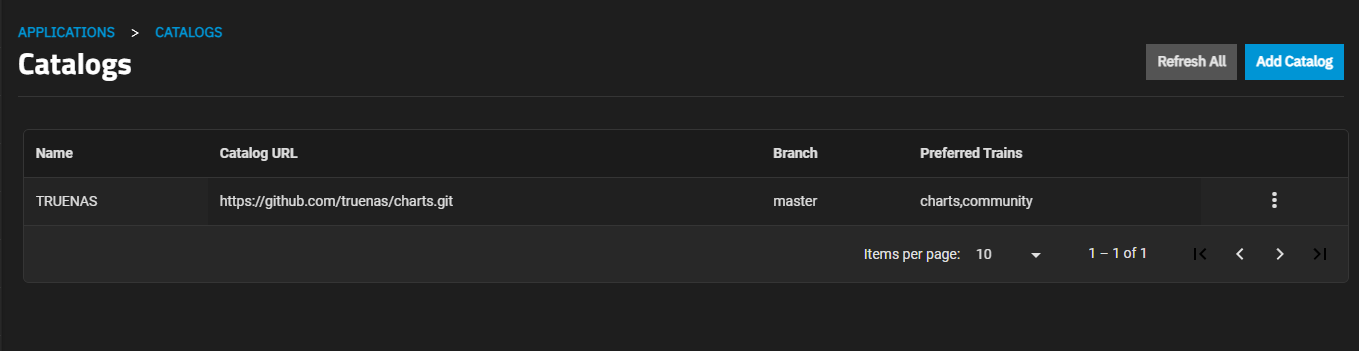 APPLICATIONS > CATALOGS
Catalogs
Refresh All Add Catalog
Name Catalog URL Branch Preferred Trains
TRUENAS https://github.com/truenas/charts.git master charts,community
Items per page: 10 1 – 1 of 1